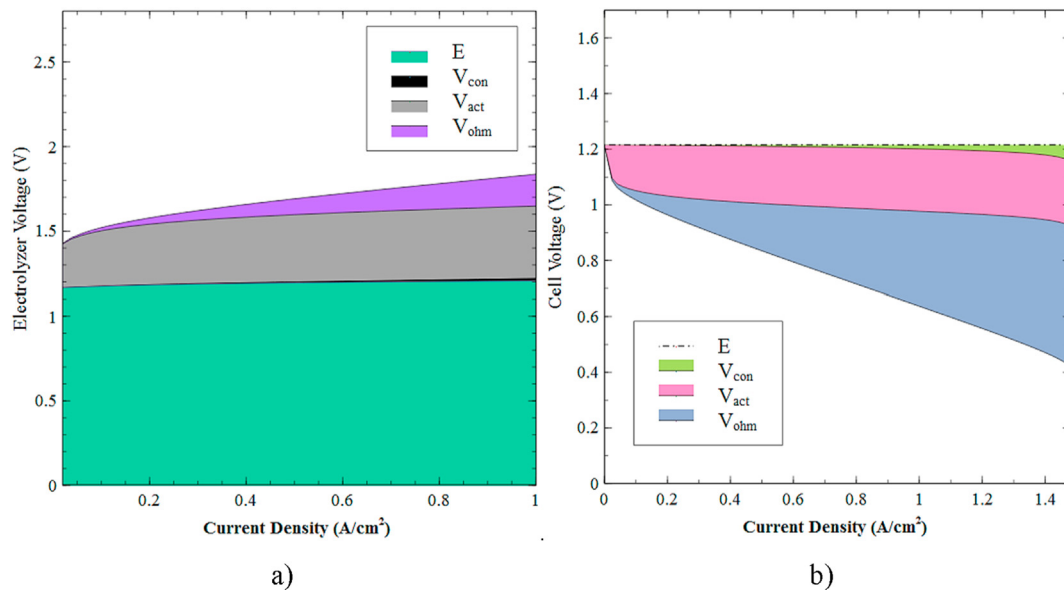 E
V_con
V_act
V_ohm
Electrolyzer Voltage (V)
2.5
2
1.5
1
0.5
0
0.2
0.4
0.6
0.8
1
Current Density (A/cm²)
a)
E
V_con
V_act
V_ohm
Cell Voltage (V)
1.6
1.4
1.2
1
0.8
0.6
0.4
0.2
0
0
0.2
0.4
0.6
0.8
1
1.2
1.4
Current Density (A/cm²)
b)